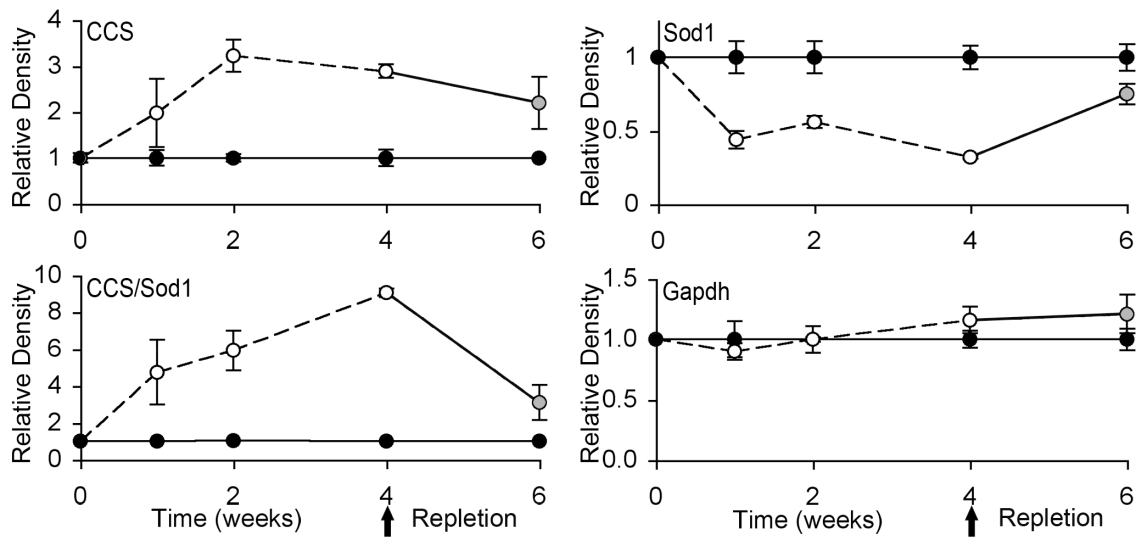 CCS
Relative Density
4
3
2
1
0
0 2 4 6
Sod1
Relative Density
1
0.5
0
0 2 4 6
CCS/Sod1
Relative Density
10
8
6
4
2
0
0 2 4 6
Time (weeks) Repletion
Gapdh
Relative Density
1.5
1.0
0.5
0.0
0 2 4 6
Time (weeks) Repletion